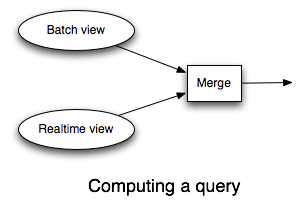 Batch view
Merge
Realtime view
Computing a query